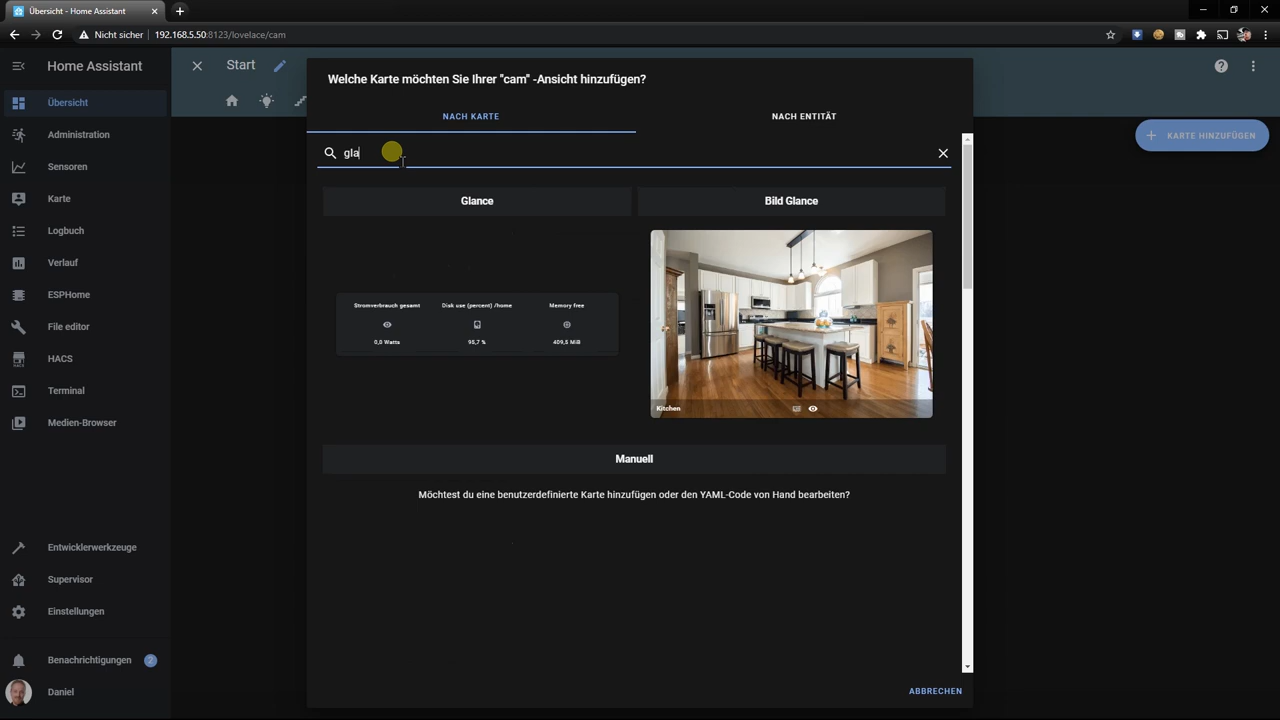 Übersicht - Home Assistant
Nicht sicher
192.168.5.50:8123/lovelace/cam
Home Assistant
Start
Übersicht
Administration
Sensoren
Karte
Logbuch
Verlauf
ESPHome
File editor
HACS
Terminal
Medien-Browser
Entwicklerwerkzeuge
Supervisor
Einstellungen
Benachrichtigungen
2
Daniel
KARTE HINZUFÜGEN
Welche Karte möchten Sie Ihrer "cam" -Ansicht hinzufügen?
NACH KARTE
NACH ENTITÄT
gla
Glance
Bild Glance
Stromverbrauch gesamt
Disk use (percent) /home
Memory free
0,0 Watts
95,7 %
409,5 MiB
Kitchen
Manuell
Möchtest du eine benutzerdefinierte Karte hinzufügen oder den YAML-Code von Hand bearbeiten?
ABBRECHEN